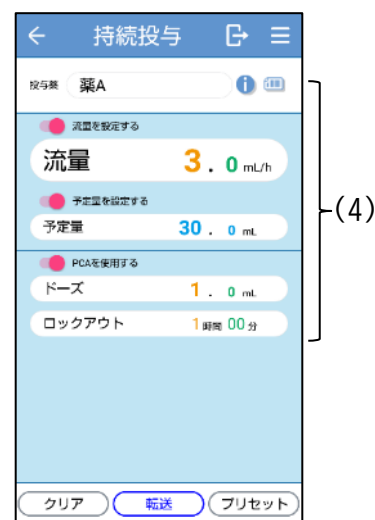 持続投与
投与薬 薬A
流量を設定する
流量 3.0 mL/h
予定量を設定する
予定量 30.0 mL
PCAを使用する
ドーズ 1.0 mL
ロックアウト 1時間00分
(4)
クリア 転送 プリセット